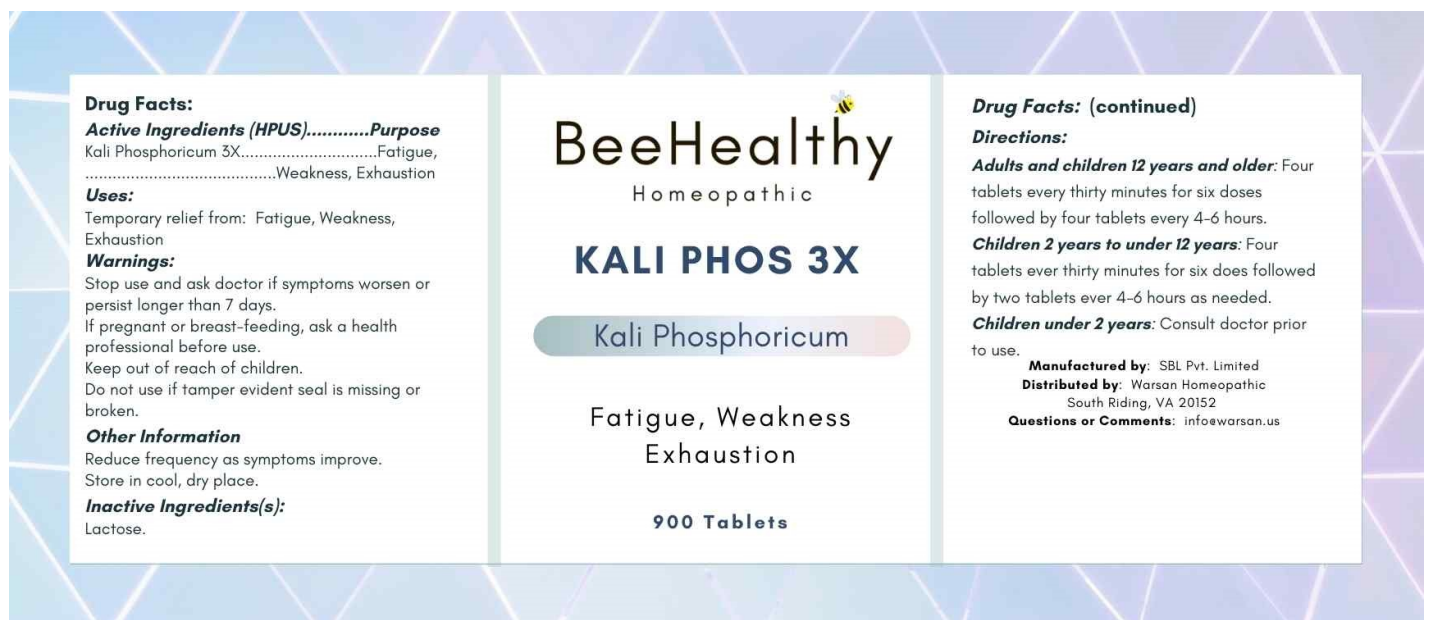 Drug Facts:
Active Ingredients (HPUS)............Purpose
Kali Phosphoricum 3X.............................Fatigue,
.........................................Weakness, Exhaustion
Uses:
Temporary relief from: Fatigue, Weakness,
Exhaustion
Warnings:
Stop use and ask doctor if symptoms worsen or
persist longer than 7 days.
If pregnant or breast-feeding, ask a health
professional before use.
Keep out of reach of children.
Do not use if tamper evident seal is missing or
broken.
Other Information
Reduce frequency as symptoms improve.
Store in cool, dry place.
Inactive Ingredients(s):
Lactose.
BeeHealthy
Homeopathic
KALI PHOS 3X
Kali Phosphoricum
Fatigue, Weakness
Exhaustion
900 Tablets
Drug Facts: (continued)
Directions:
Adults and children 12 years and older: Four
tablets every thirty minutes for six doses
followed by four tablets every 4-6 hours.
Children 2 years to under 12 years: Four
tablets ever thirty minutes for six does followed
by two tablets ever 4-6 hours as needed.
Children under 2 years: Consult doctor prior
to use.
Manufactured by: SBL Pvt. Limited
Distributed by: Warsan Homeopathic
South Riding, VA 20152
Questions or Comments: info@warsan.us